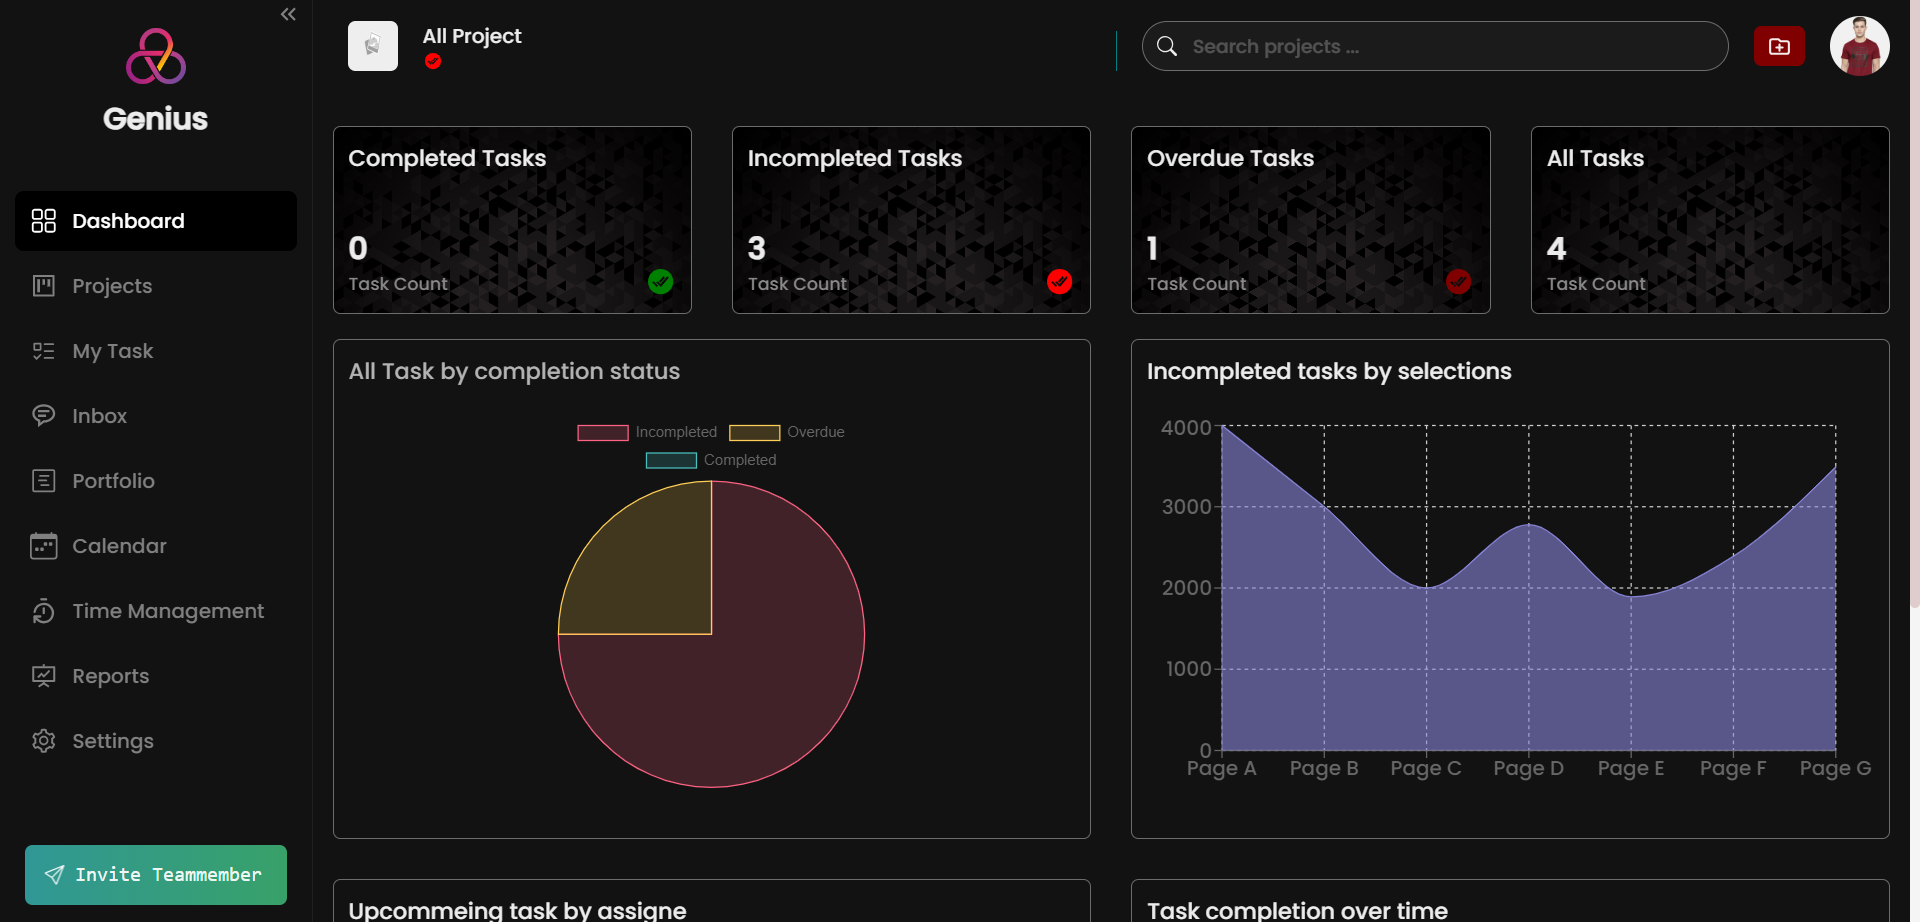 Genius
Dashboard
Projects
My Task
Inbox
Portfolio
Calendar
Time Management
Reports
Settings
Invite Teammember
All Project
Search projects ...
Completed Tasks
0
Task Count
Incompleted Tasks
3
Task Count
Overdue Tasks
1
Task Count
All Tasks
4
Task Count
All Task by completion status
Incompleted Overdue
Completed
Incompleted tasks by selections
4000
3000
2000
1000
0
Page A Page B Page C Page D Page E Page F Page G
Upcommeing task by assigne
Task completion over time